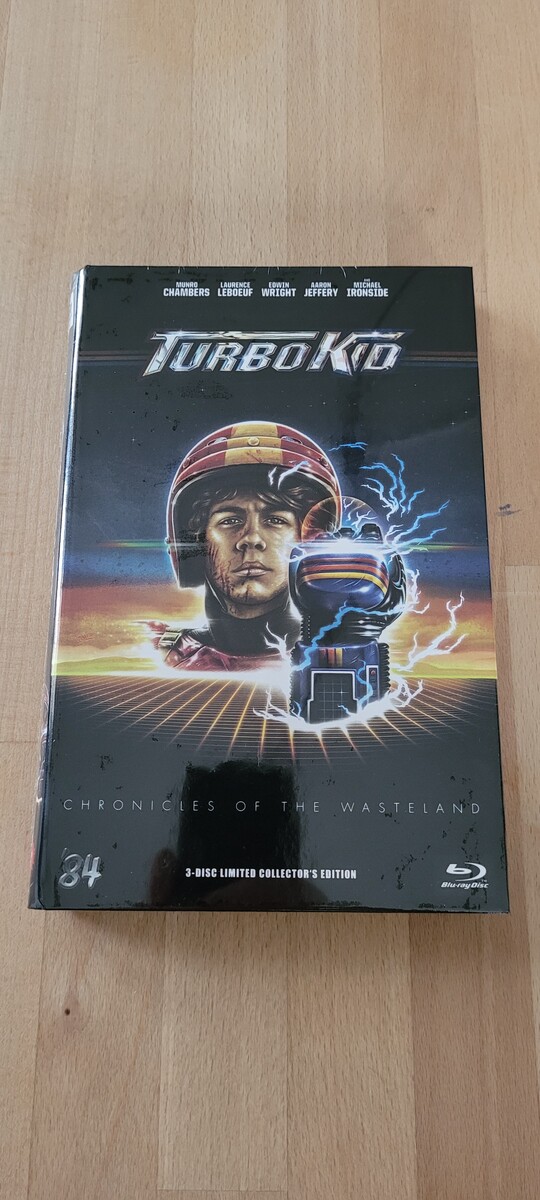 MUNRO CHAMBERS LAURENCE LEBOEUF EDWIN WRIGHT AARON JEFFERY AND MICHAEL IRONSIDE
TURBO KID
CHRONICLES OF THE WASTELAND
'84
3-DISC LIMITED COLLECTOR'S EDITION
Blu-ray Disc